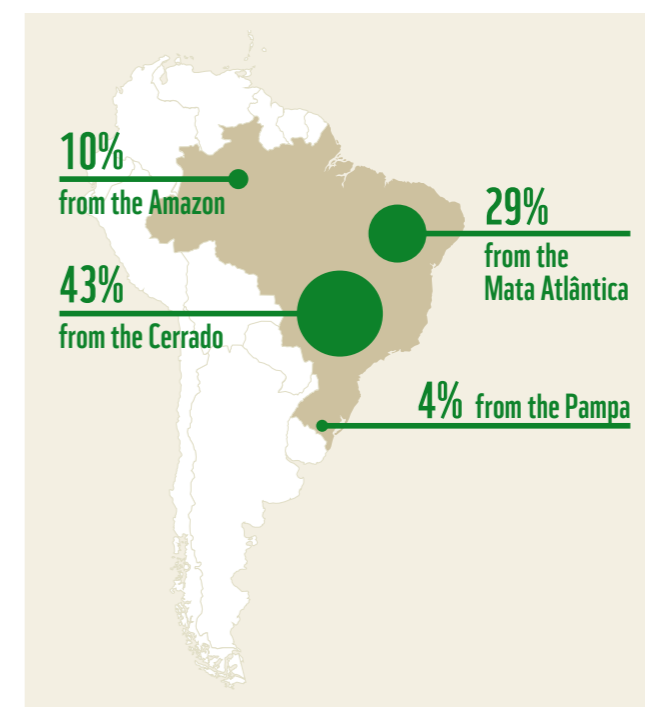 10%
from the Amazon
29%
from the
Mata Atlântica
43%
from the Cerrado
4% from the Pampa